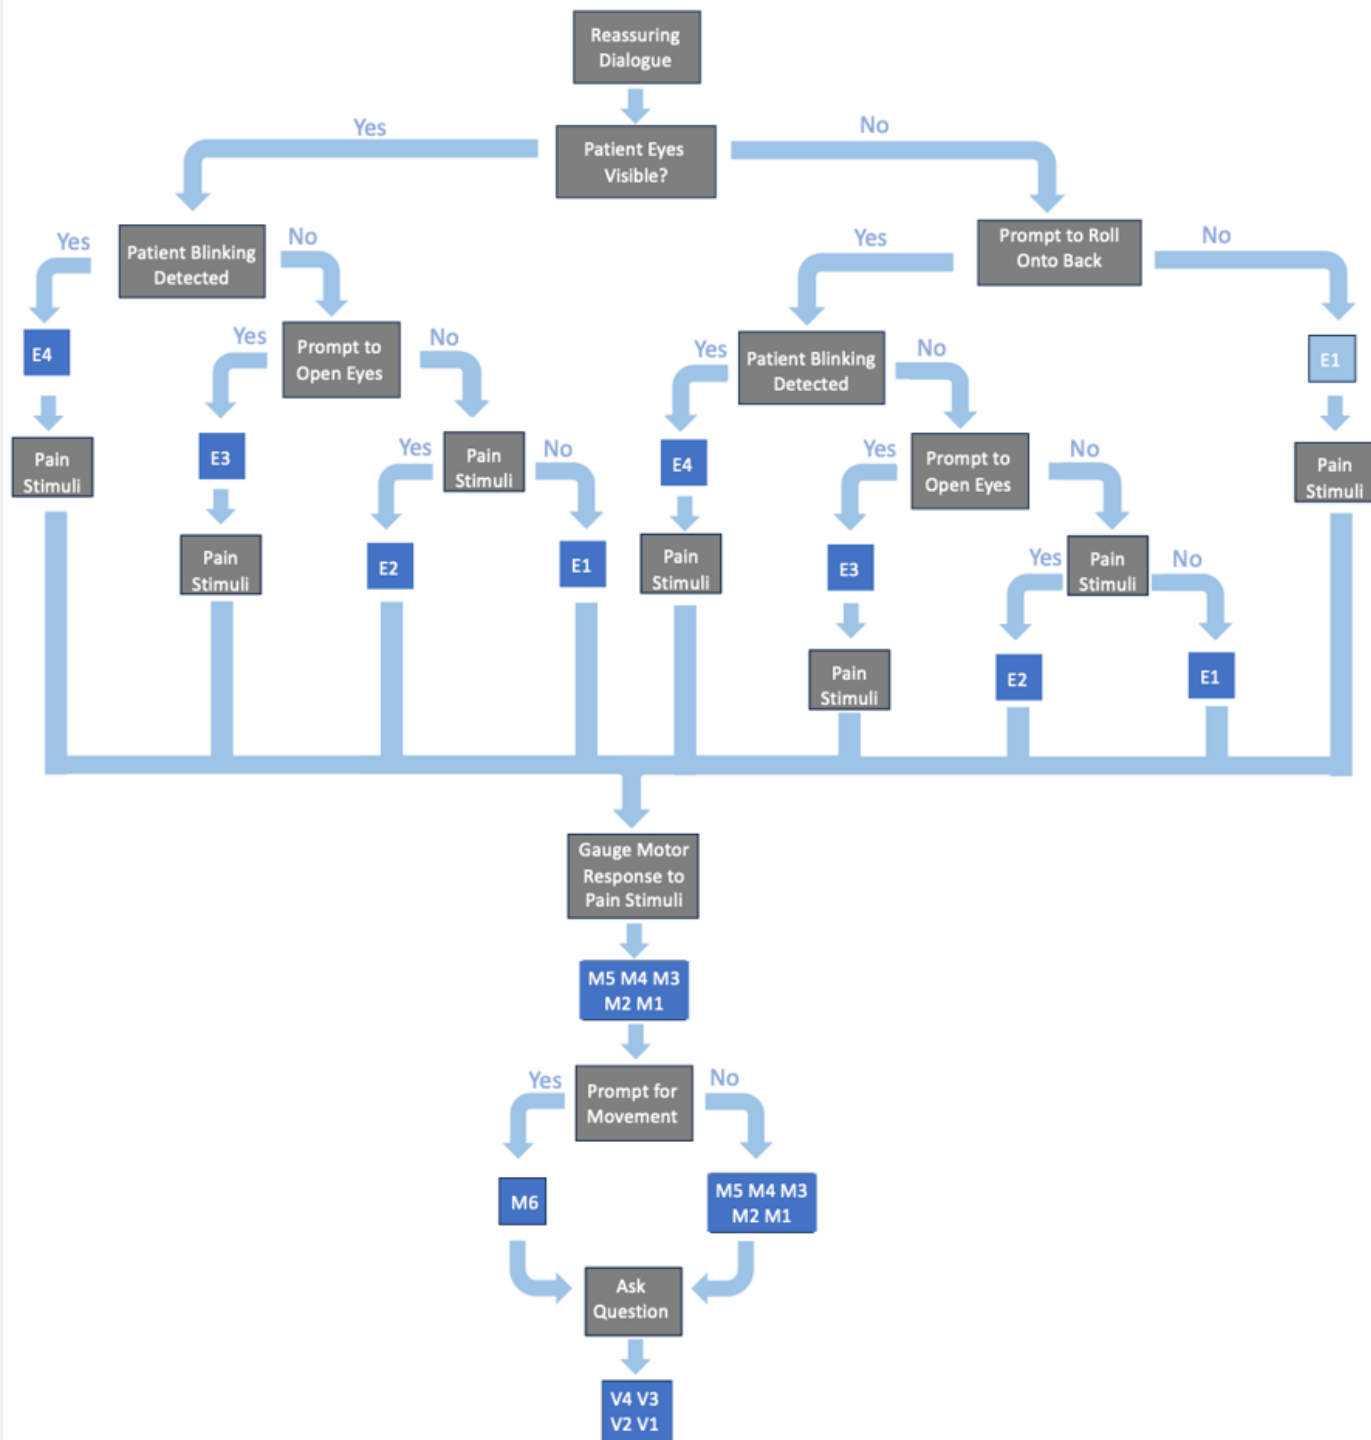 Reassuring
Dialogue
Yes
No
Patient Eyes
Visible?
Yes
Patient Blinking
Detected
No
Yes
Prompt to Roll
Onto Back
No
E4
Yes
Prompt to
Open Eyes
No
Yes
Patient Blinking
Detected
No
E1
Pain
Stimuli
E3
Yes
Pain
Stimuli
No
E4
Yes
Prompt to
Open Eyes
No
Pain
Stimuli
Pain
Stimuli
E2
E1
Pain
Stimuli
E3
Yes
Pain
Stimuli
No
Pain
Stimuli
E2
E1
Gauge Motor
Response to
Pain Stimuli
M5 M4 M3
M2 M1
Yes
Prompt for
Movement
No
M6
M5 M4 M3
M2 M1
Ask
Question
V4 V3
V2 V1